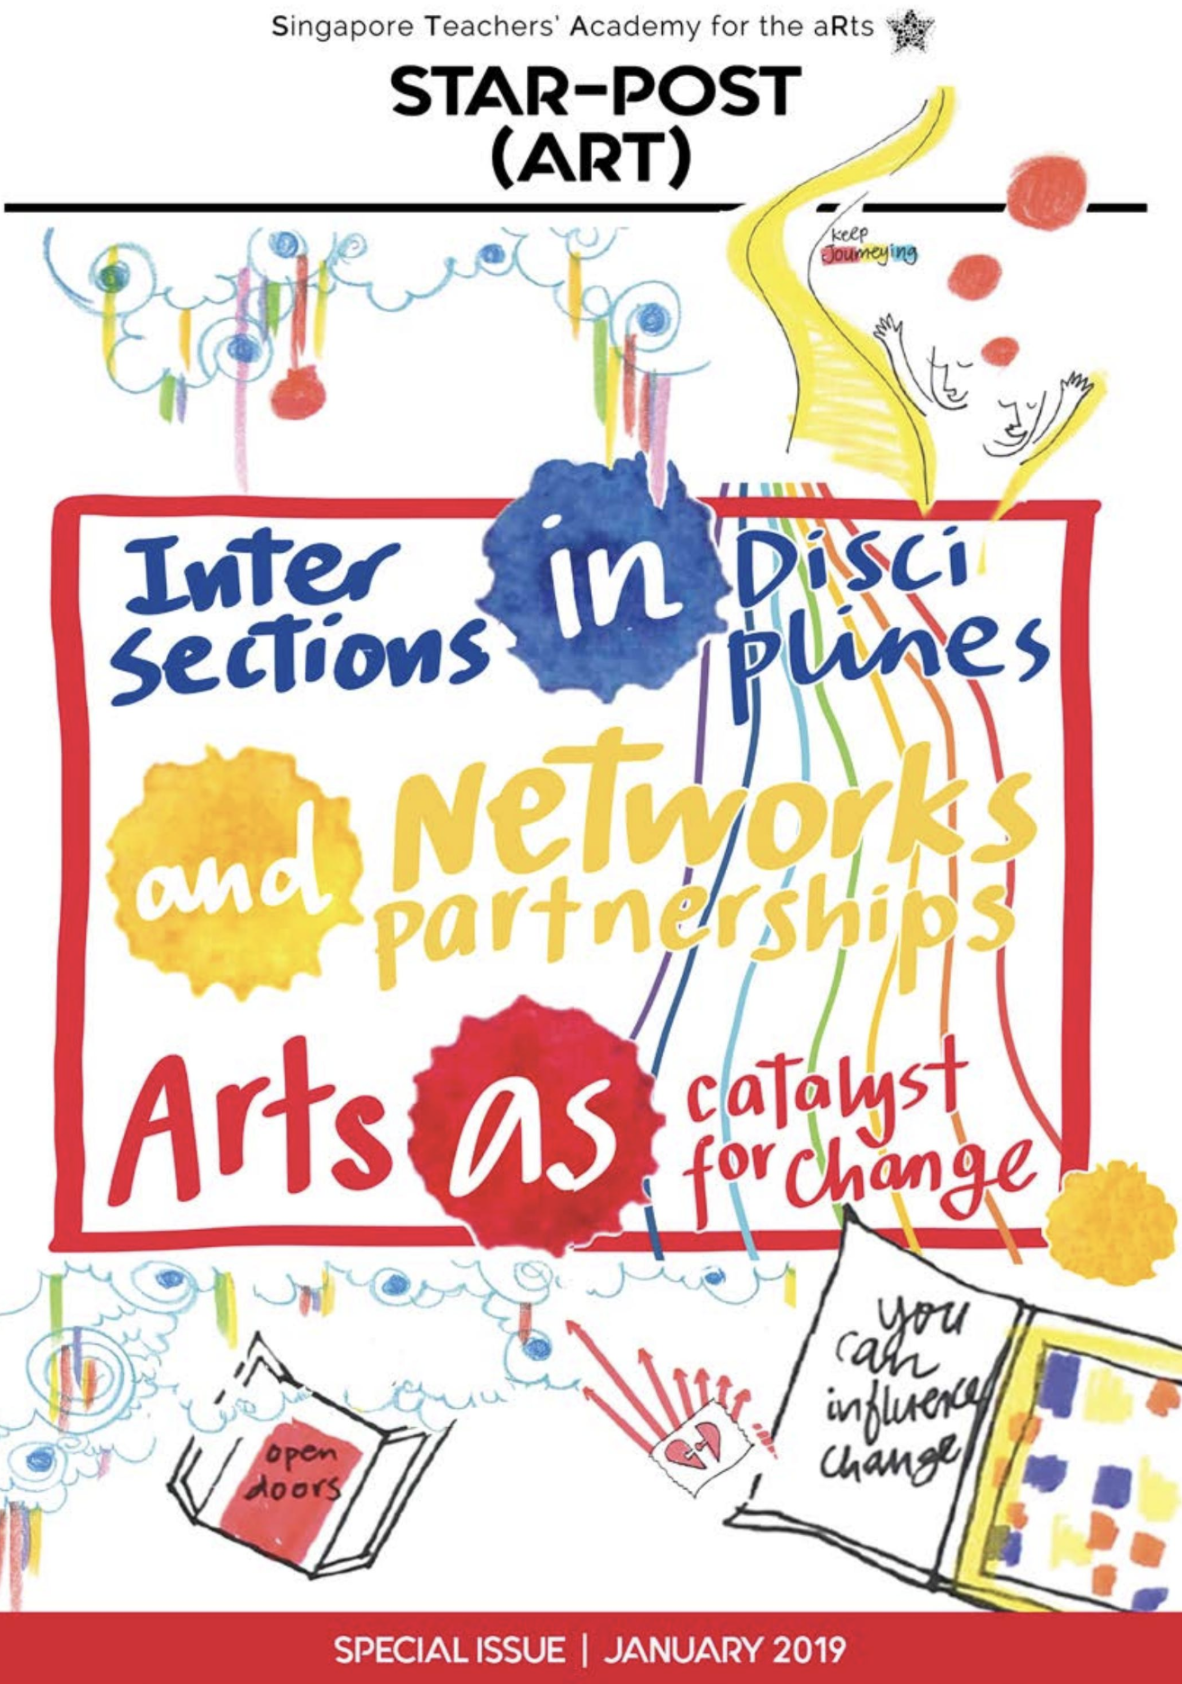 Singapore Teachers' Academy for the aRts
STAR-POST
(ART)
keep
Journeying
Inter
sections
in
Disci
plines
and
Networks
partnerships
Arts
as
catalyst
for change
you
can
influence
change
open
doors
SPECIAL ISSUE | JANUARY 2019